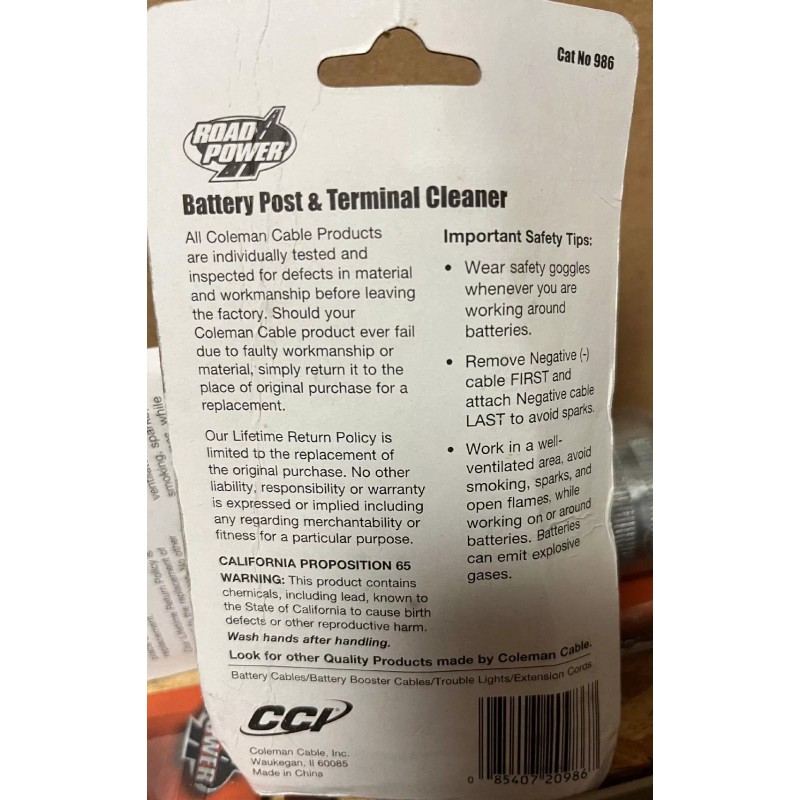 Cat No 986
ROAD
POWER
Battery Post & Terminal Cleaner
All Coleman Cable Products
are individually tested and
inspected for defects in material
and workmanship before leaving
the factory. Should your
Coleman Cable product ever fail
due to faulty workmanship or
material, simply return it to the
place of original purchase for a
replacement.
Our Lifetime Return Policy is
limited to the replacement of
the original purchase. No other
liability, responsibility or warranty
is expressed or implied including
any regarding merchantability or
fitness for a particular purpose.
CALIFORNIA PROPOSITION 65
WARNING: This product contains
chemicals, including lead, known to
the State of California to cause birth
defects or other reproductive harm.
Wash hands after handling.
Important Safety Tips:
• Wear safety goggles
whenever you are
working around
batteries.
• Remove Negative (-)
cable FIRST and
attach Negative cable
LAST to avoid sparks.
• Work in a well-
ventilated area, avoid
smoking, sparks, and
open flames, while
working on or around
batteries. Batteries
can emit explosive
gases.
Look for other Quality Products made by Coleman Cable.
Battery Cables/Battery Booster Cables/Trouble Lights/Extension Cords
CCI
Coleman Cable, Inc.
Waukegan, Il 60085
Made in China
0 85407 20986
smoking, spar
while
POWER